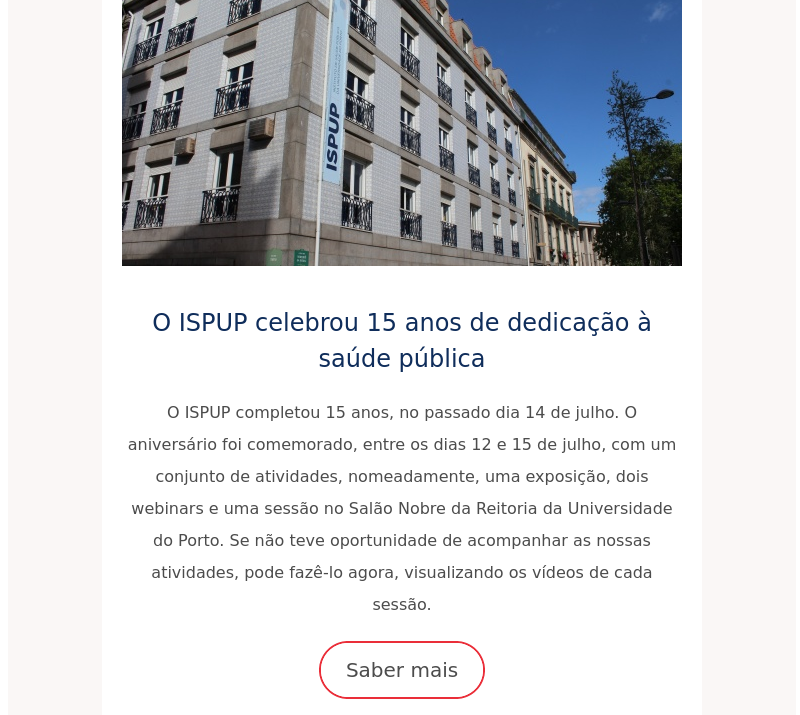 ISPUP
O ISPUP celebrou 15 anos de dedicação à
saúde pública
O ISPUP completou 15 anos, no passado dia 14 de julho. O
aniversário foi comemorado, entre os dias 12 e 15 de julho, com um
conjunto de atividades, nomeadamente, uma exposição, dois
webinars e uma sessão no Salão Nobre da Reitoria da Universidade
do Porto. Se não teve oportunidade de acompanhar as nossas
atividades, pode fazê-lo agora, visualizando os vídeos de cada
sessão.
Saber mais